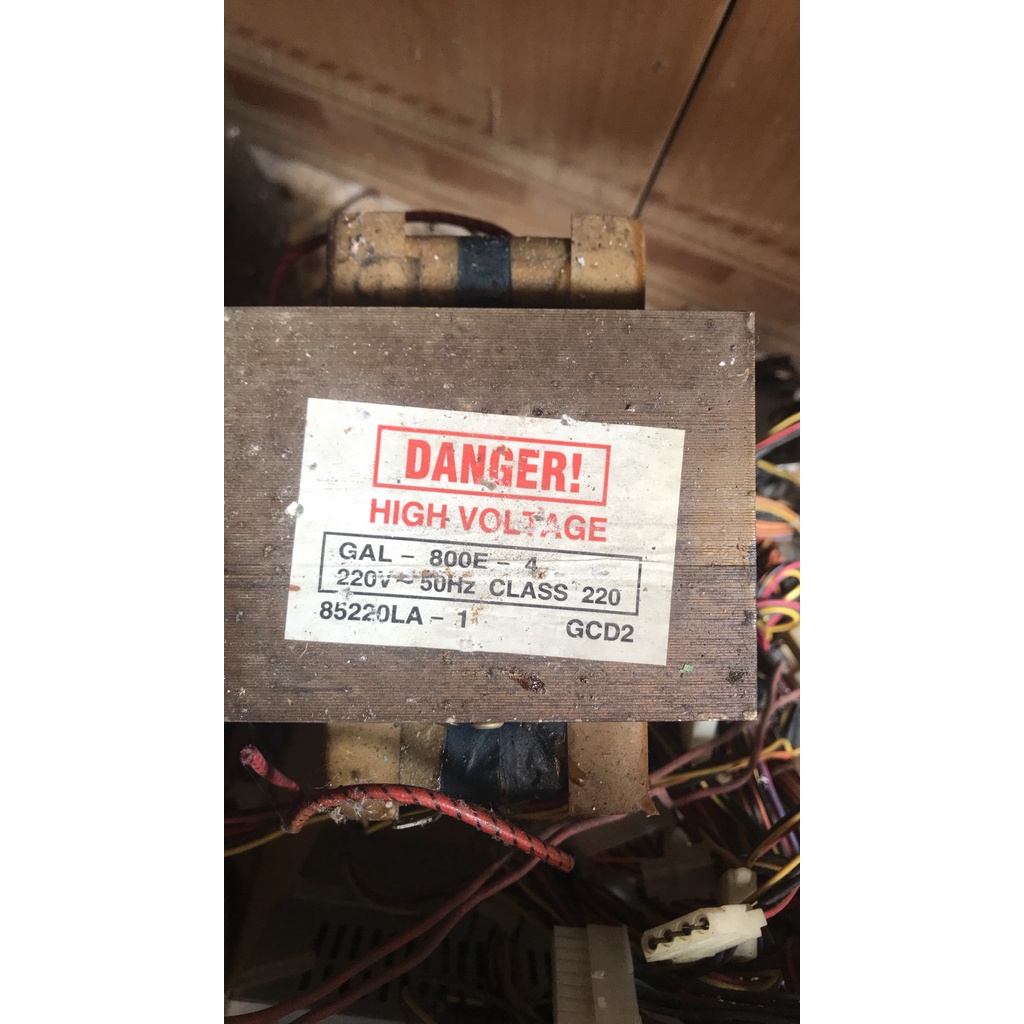 DANGER!
HIGH VOLTAGE
GAL - 800E - 4
220V~50Hz CLASS 220
85220LA - 1 GCD2